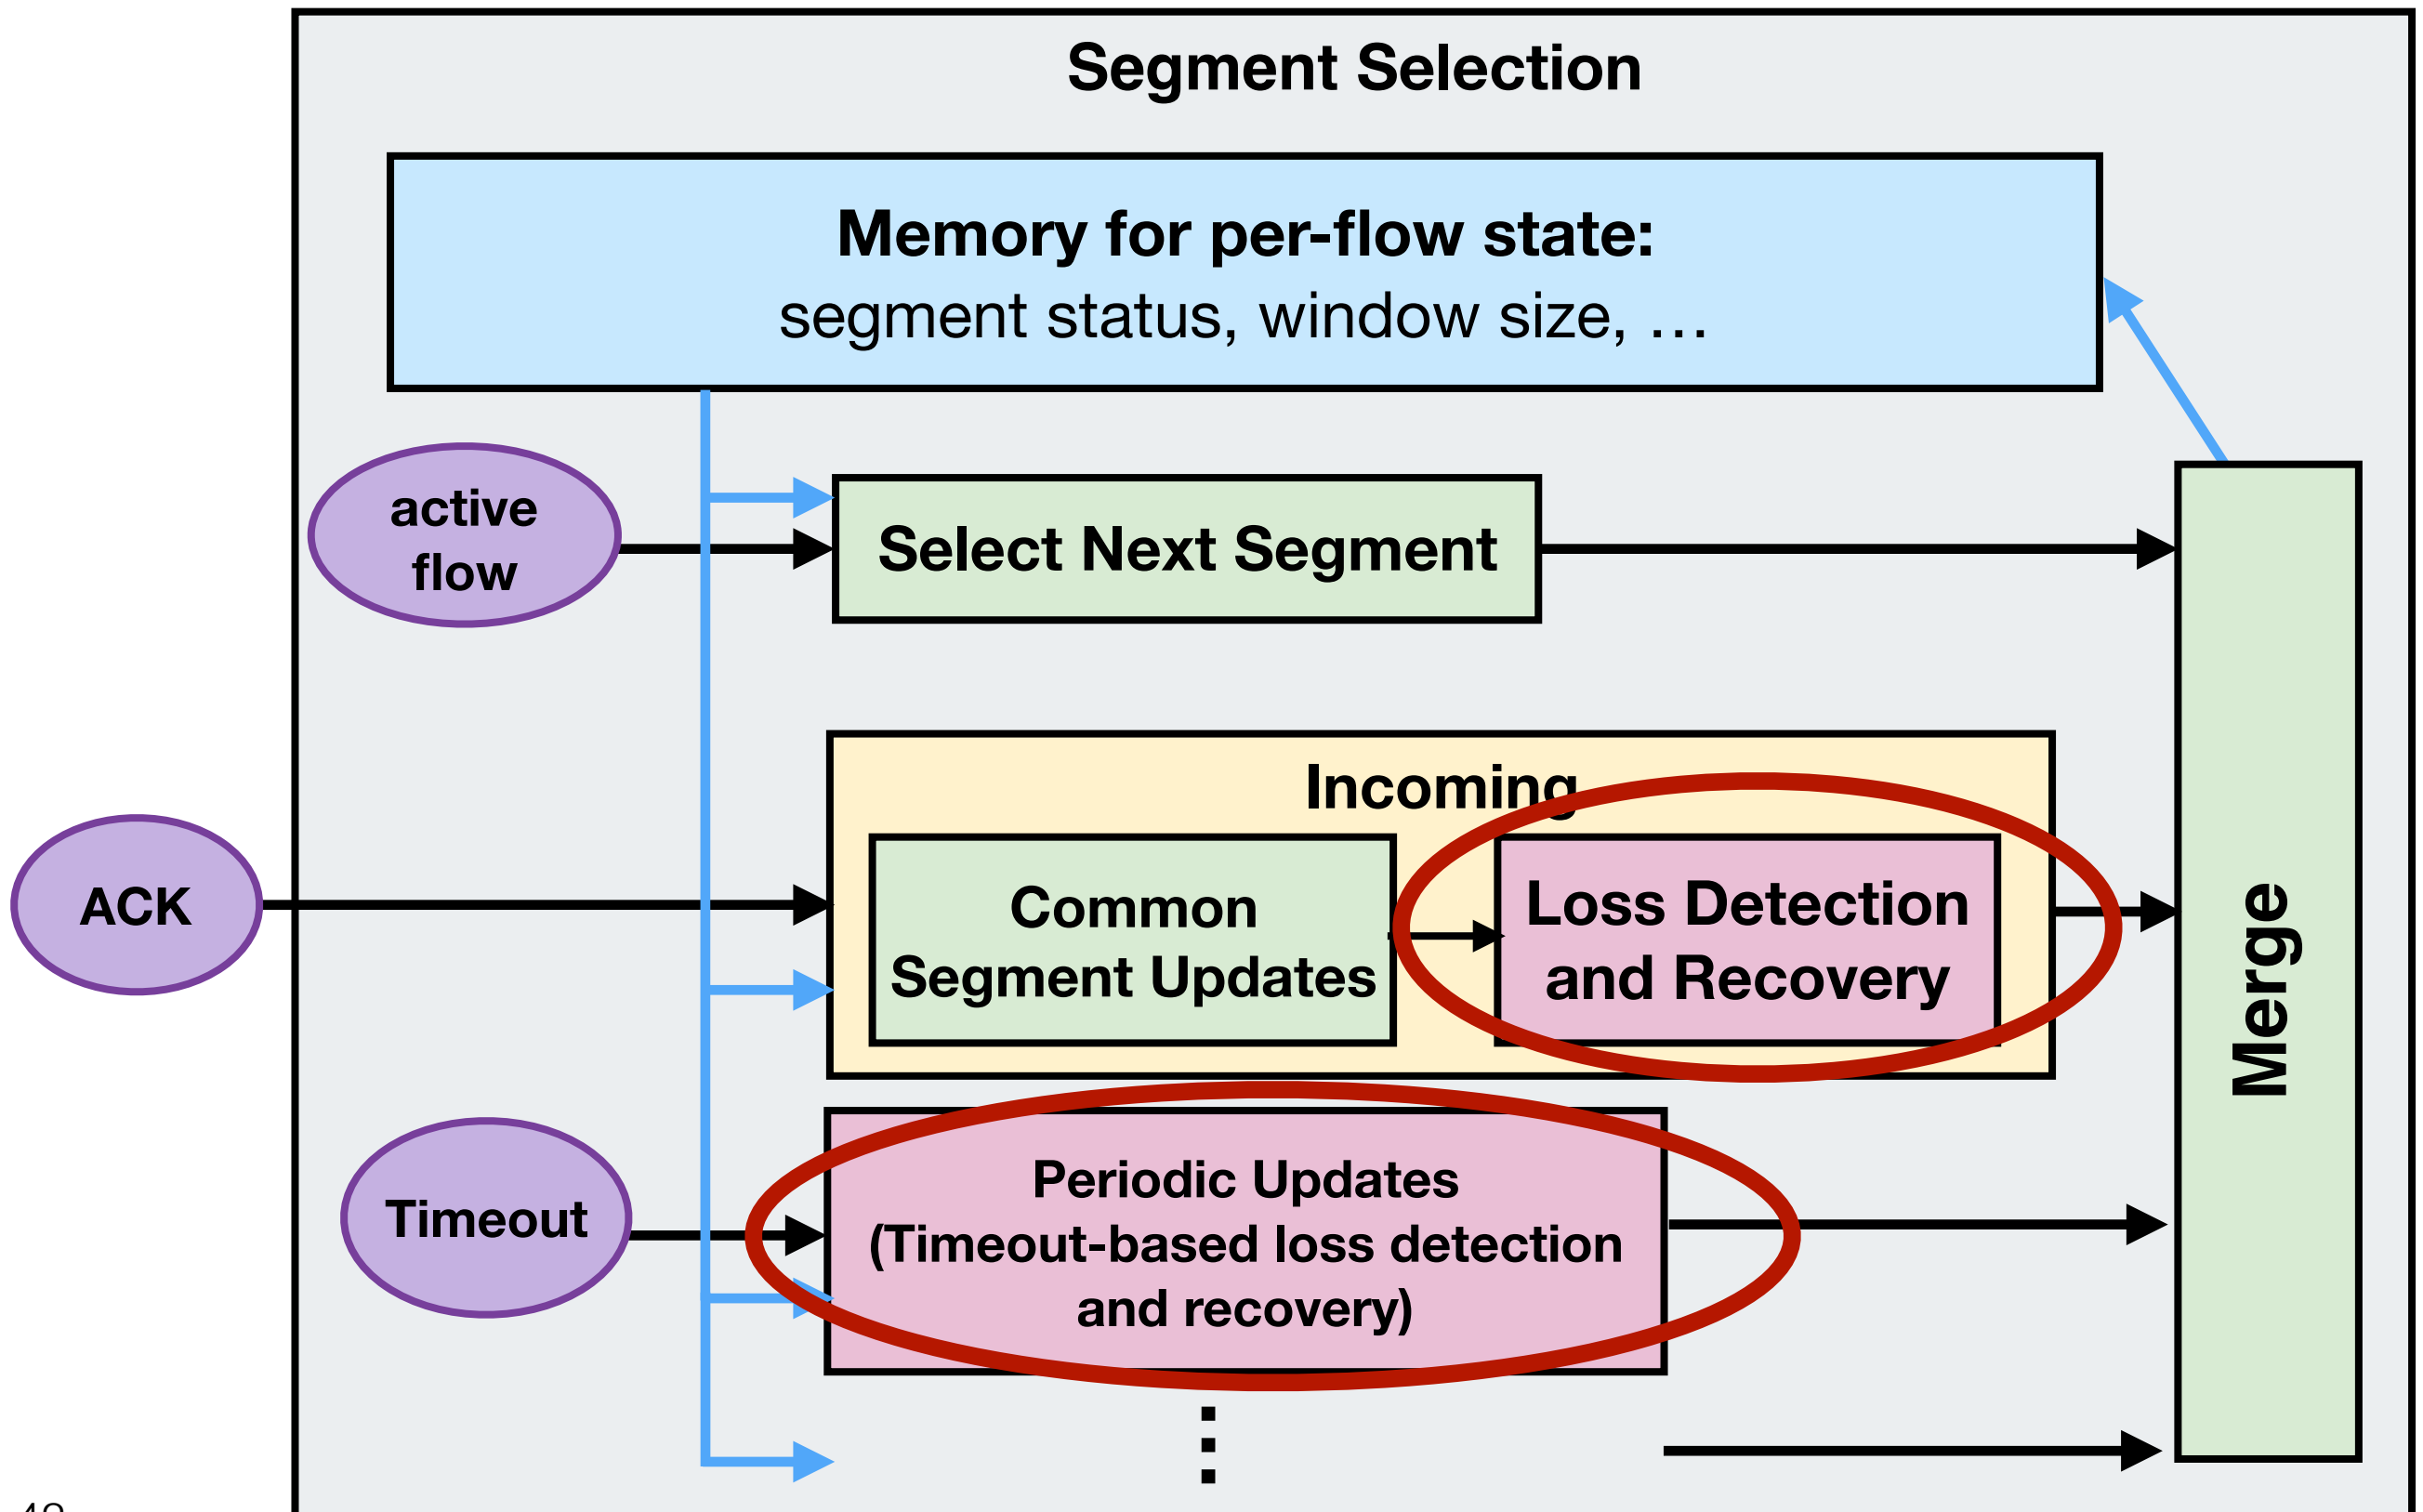 Segment Selection
Memory for per-flow state:
segment status, window size, …
active
flow
Select Next Segment
Incoming
ACK
Common
Segment Updates
Loss Detection
and Recovery
Merge
Timeout
Periodic Updates
(Timeout-based loss detection
and recovery)